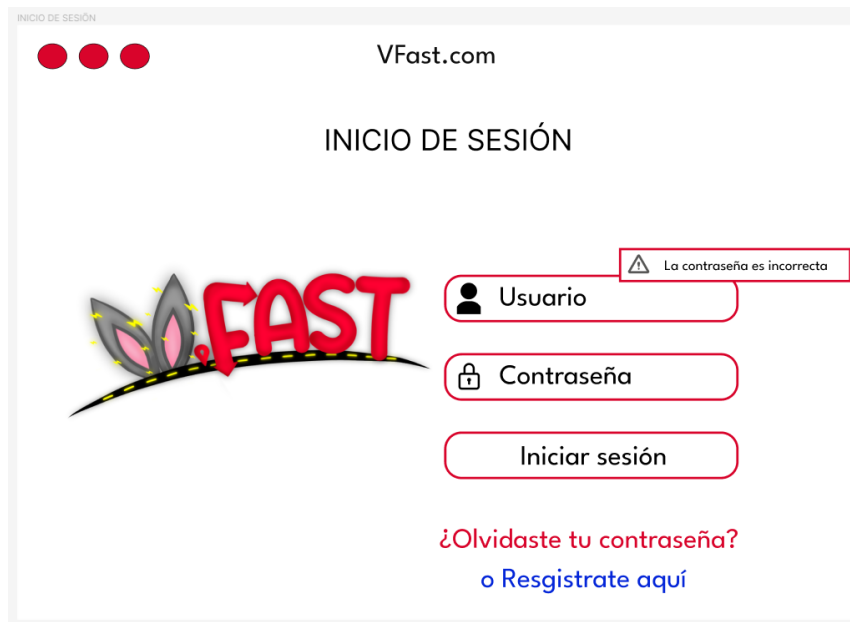 INICIO DE SESIÓN
VFast.com
INICIO DE SESIÓN
La contraseña es incorrecta
Usuario
V.FAST
Contraseña
Iniciar sesión
¿Olvidaste tu contraseña?
o Resgistrate aquí